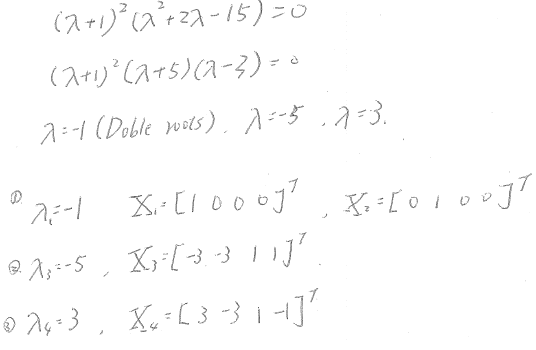 (λ+1)²(λ²+2λ-15)=0
(λ+1)²(λ+5)(λ-3)=0
λ=-1 (Doble roots), λ=-5, λ=3.
① λ₁=-1 X₁=[1 0 0 0]ᵀ, X₂=[0 1 0 0]ᵀ
② λ₃=-5, X₃=[-3 -3 1 1]ᵀ.
③ λ₄=3, X₄=[3 -3 1 -1]ᵀ